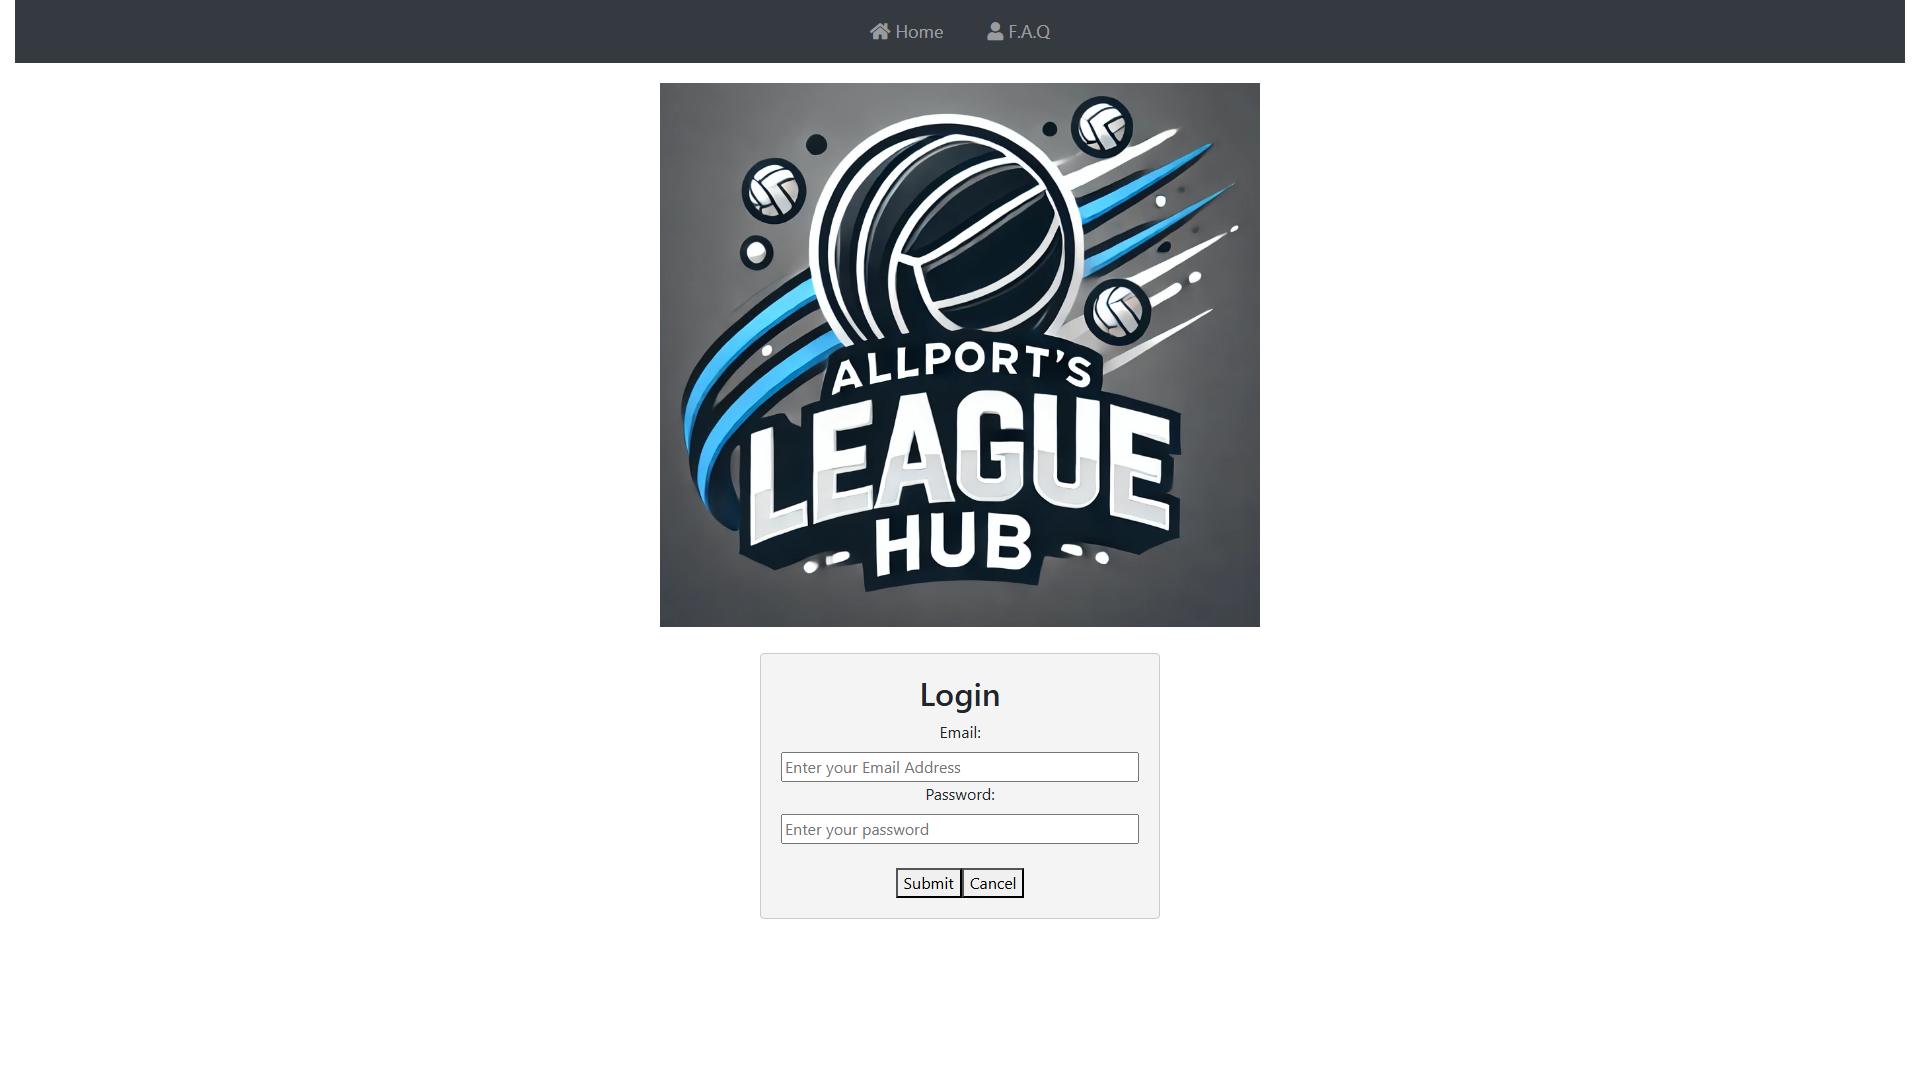 Home F.A.Q
ALLPORT'S
LEAGUE
HUB
Login
Email:
Enter your Email Address
Password:
Enter your password
Submit Cancel